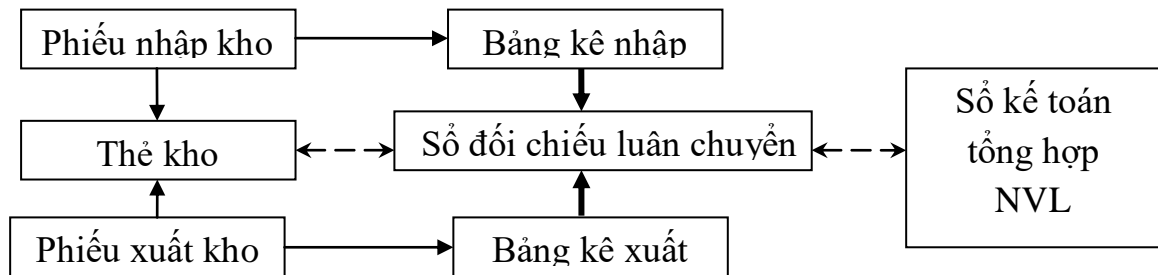 Phiếu nhập kho
Bảng kê nhập
Thẻ kho
Sổ đối chiếu luân chuyển
Sổ kế toán
tổng hợp
NVL
Phiếu xuất kho
Bảng kê xuất